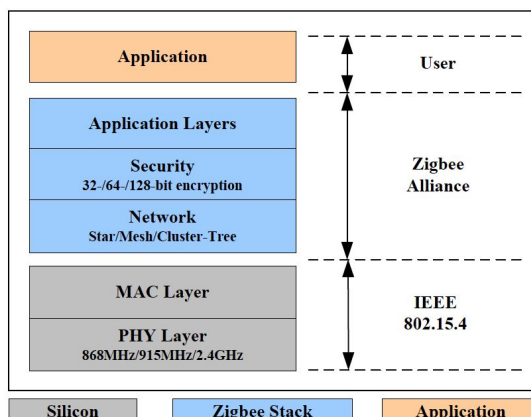 Application
User
Application Layers
Security
32-/64-/128-bit encryption
Zigbee
Alliance
Network
Star/Mesh/Cluster-Tree
MAC Layer
IEEE
802.15.4
PHY Layer
868MHz/915MHz/2.4GHz
Silicon
Zigbee Stack
Application